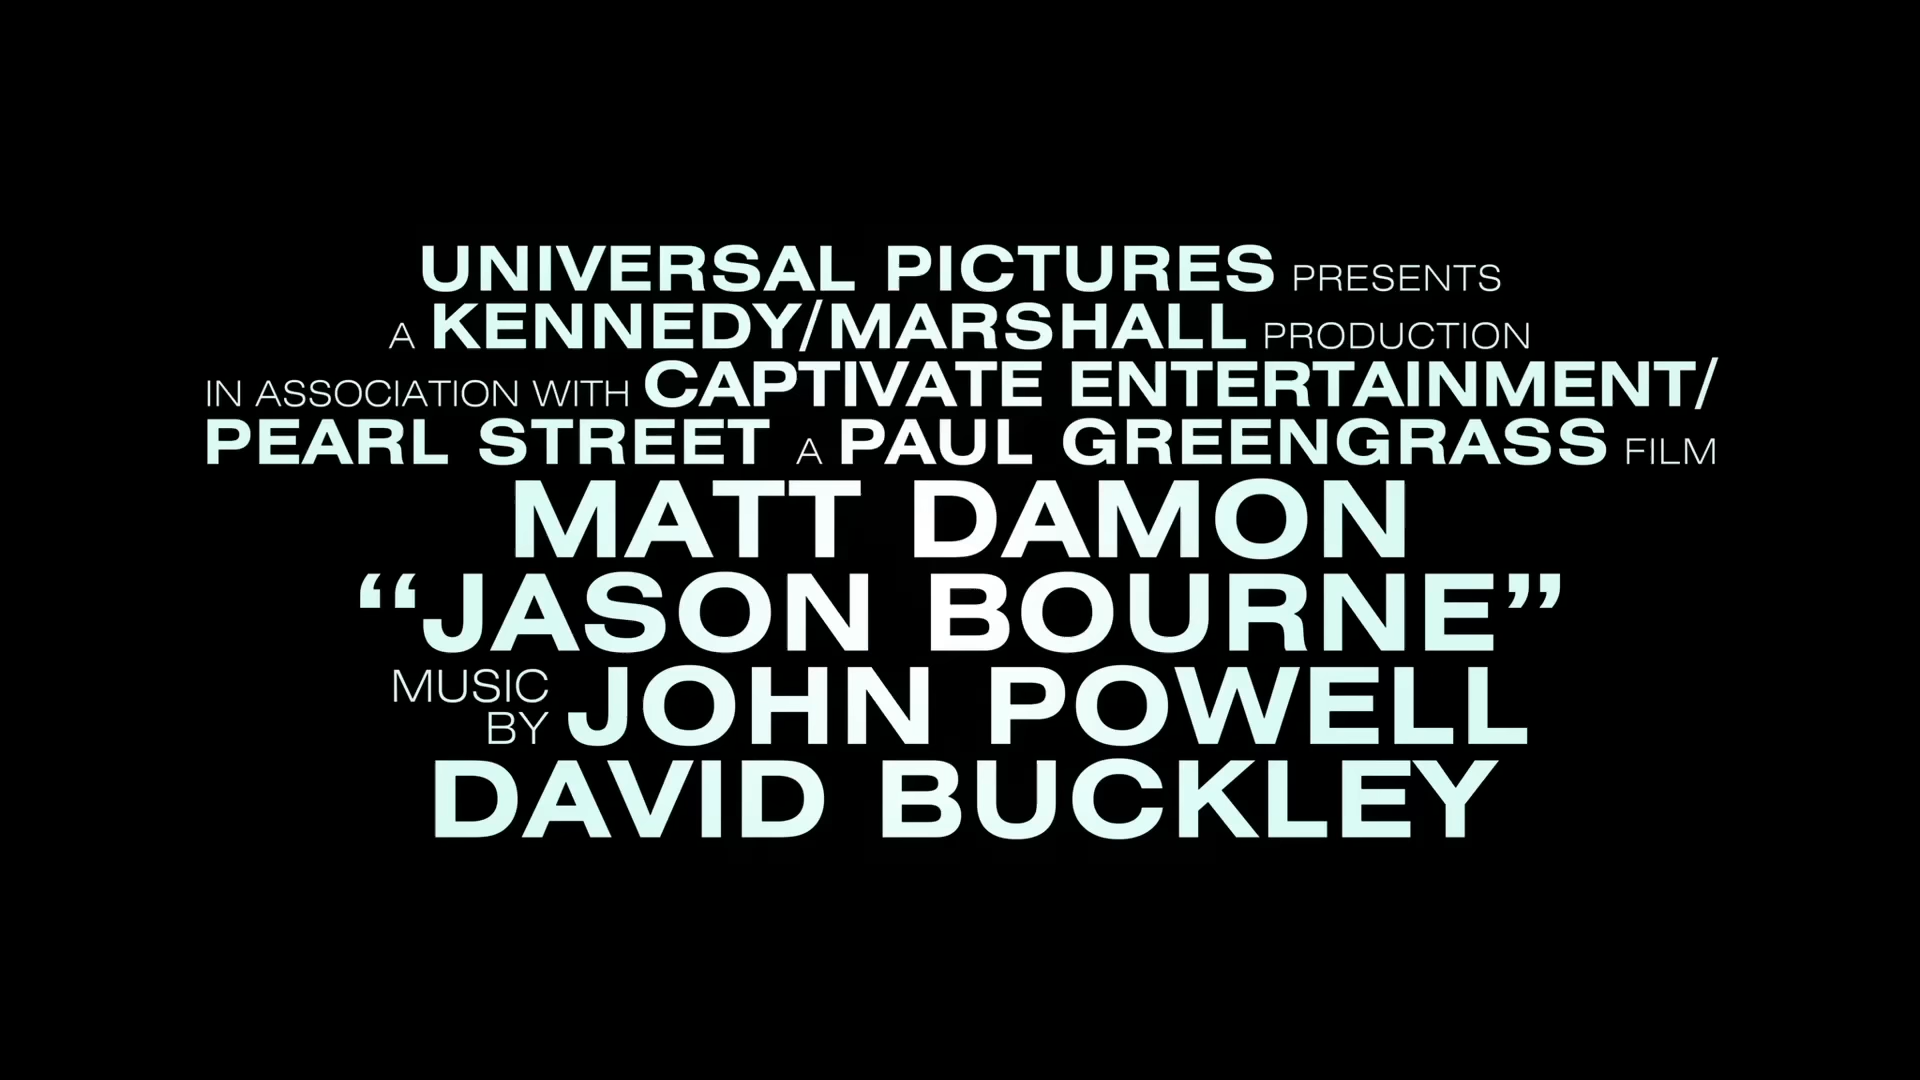 UNIVERSAL PICTURES PRESENTS
A KENNEDY/MARSHALL PRODUCTION
IN ASSOCIATION WITH CAPTIVATE ENTERTAINMENT/
PEARL STREET A PAUL GREENGRASS FILM
MATT DAMON
“JASON BOURNE”
MUSIC BY JOHN POWELL
DAVID BUCKLEY